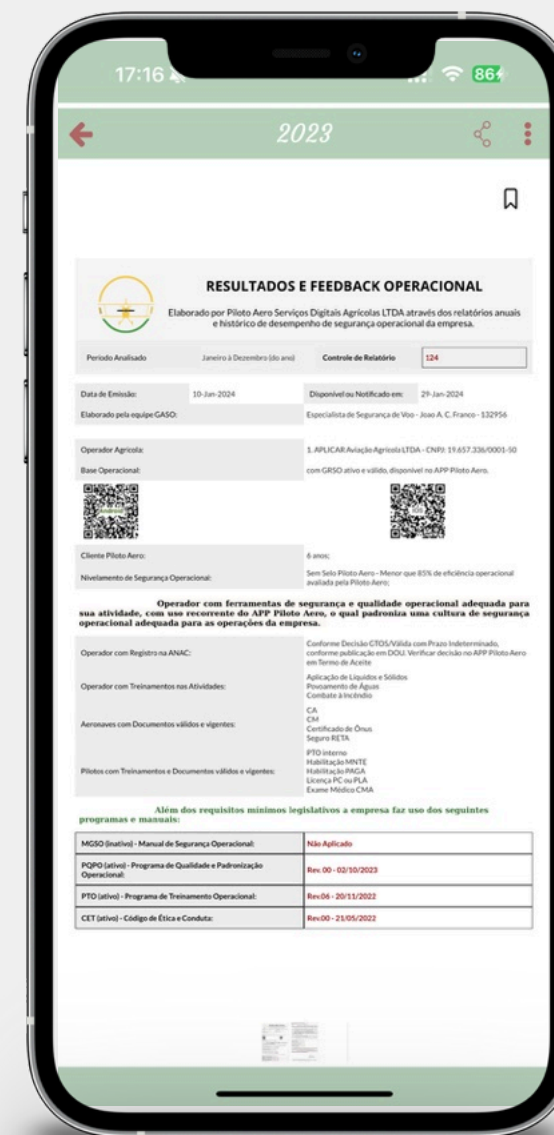 17:16
86
2023
RESULTADOS E FEEDBACK OPERACIONAL
Elaborado por Piloto Aero Serviços Digitais Agrícolas LTDA através dos relatórios anuais
e histórico de desempenho de segurança operacional da empresa.
Período Analisado Janeiro à Dezembro (do ano) Controle de Relatório 124
Data de Emissão: 10-Jan-2024 Disponível ou Notificado em: 29-Jan-2024
Elaborado pela equipe GASO: Especialista de Segurança de Voo - Joao A. C. Franco - 132956
Operador Agrícola: 1. APLICAR Aviação Agrícola LTDA - CNPJ: 19.657.336/0001-50
Base Operacional: com GRSO ativo e válido, disponível no APP Piloto Aero.
Android iOS
Cliente Piloto Aero: 6 anos;
Nivelamento de Segurança Operacional: Sem Selo Piloto Aero - Menor que 85% de eficiência operacional
avaliada pela Piloto Aero;
Operador com ferramentas de segurança e qualidade operacional adequada para
sua atividade, com uso recorrente do APP Piloto Aero, o qual padroniza uma cultura de segurança
operacional adequada para as operações da empresa.
Operador com Registro na ANAC: Conforme Decisão GTOS/Válida com Prazo Indeterminado,
conforme publicação em DOU. Verificar decisão no APP Piloto Aero
em Termo de Aceite
Operador com Treinamentos nas Atividades: Aplicação de Líquidos e Sólidos
Povoamento de Águas
Combate à Incêndio
Aeronaves com Documentos válidos e vigentes: CA
CM
Certificado de Ônus
Seguro RETA
Pilotos com Treinamentos e Documentos válidos e vigentes: PTO interno
Habilitação MNTE
Habilitação PAGA
Licença PC ou PLA
Exame Médico CMA
Além dos requisitos mínimos legislativos a empresa faz uso dos seguintes
programas e manuais:
MGSO (inativo) - Manual de Segurança Operacional: Não Aplicado
PQPO (ativo) - Programa de Qualidade e Padronização
Operacional: Rev. 00 - 02/10/2023
PTO (ativo) - Programa de Treinamento Operacional: Rev.06 - 20/11/2022
CET (ativo) - Código de Ética e Conduta: Rev.00 - 21/05/2022